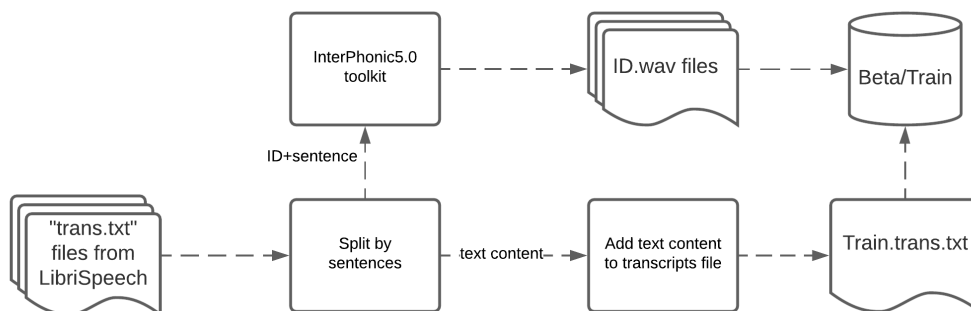 InterPhonic5.0
toolkit
ID.wav files
Beta/Train
ID+sentence
"trans.txt"
files from
LibriSpeech
Split by
sentences
text content
Add text content
to transcripts file
Train.trans.txt